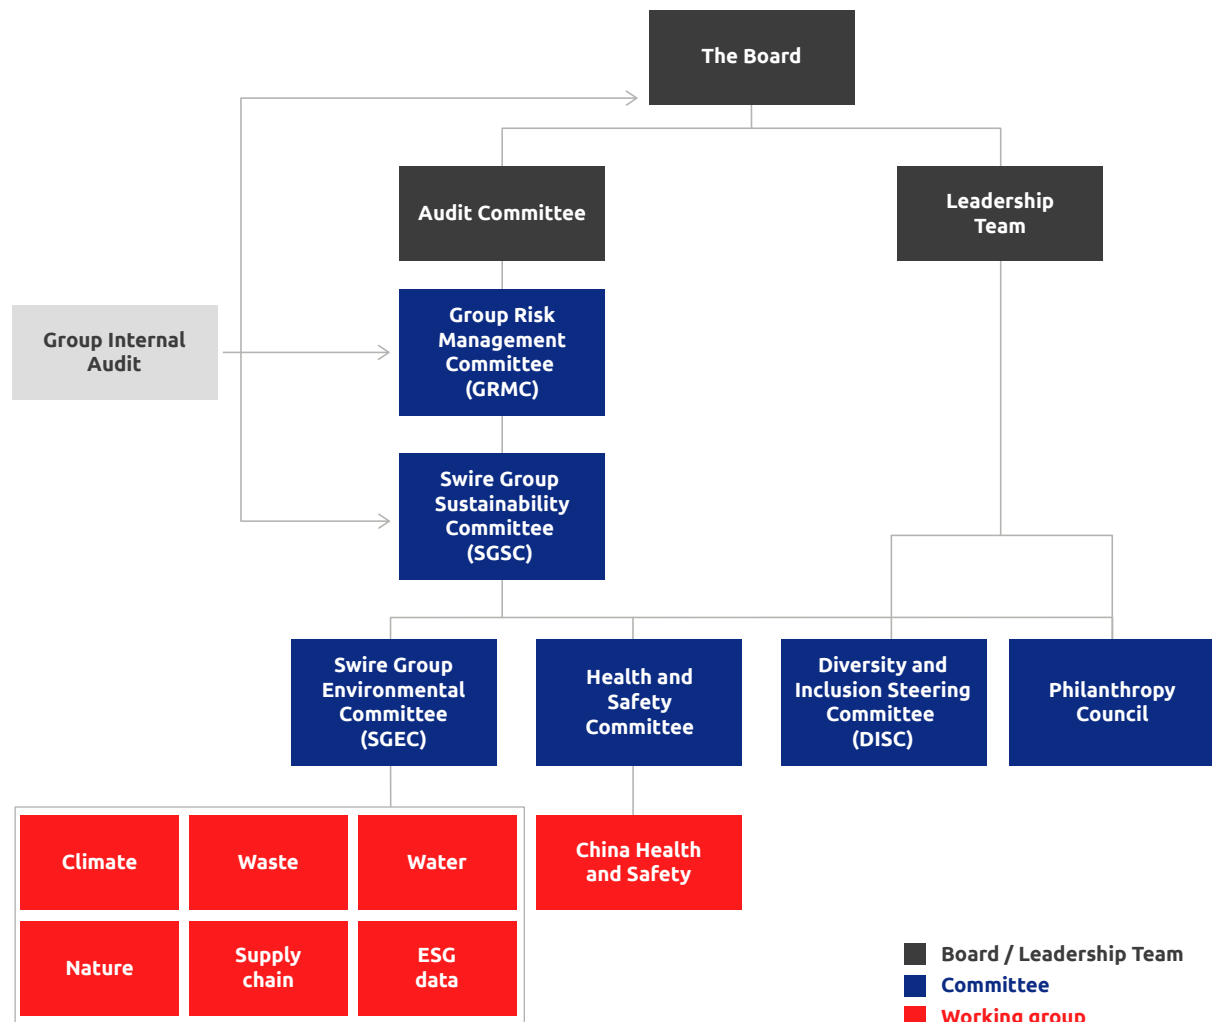 The Board
Audit Committee
Leadership
Team
Group Internal
Audit
Group Risk
Management
Committee
(GRMC)
Swire Group
Sustainability
Committee
(SGSC)
Swire Group
Environmental
Committee
(SGEC)
Health and
Safety
Committee
Diversity and
Inclusion Steering
Committee
(DISC)
Philanthropy
Council
Climate
Waste
Water
China Health
and Safety
Nature
Supply
chain
ESG
data
Board / Leadership Team
Committee
Working group